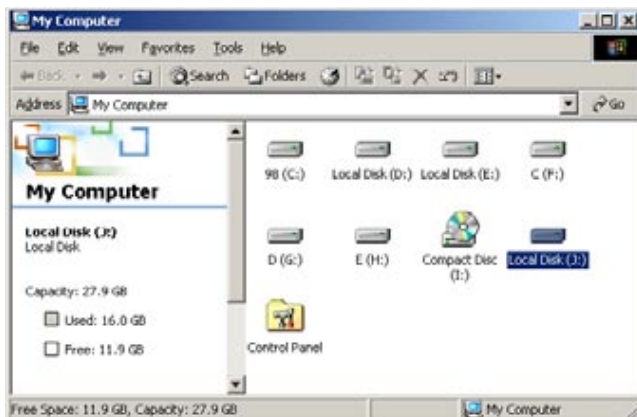 My Computer
File Edit View Favorites Tools Help
Back Search Folders
Address My Computer Go
My Computer
Local Disk (J:)
Local Disk
Capacity: 27.9 GB
Used: 16.0 GB
Free: 11.9 GB
98 (C:) Local Disk (D:) Local Disk (E:) C (F:)
D (G:) E (H:) Compact Disc (I:) Local Disk (J:)
Control Panel
Free Space: 11.9 GB, Capacity: 27.9 GB My Computer